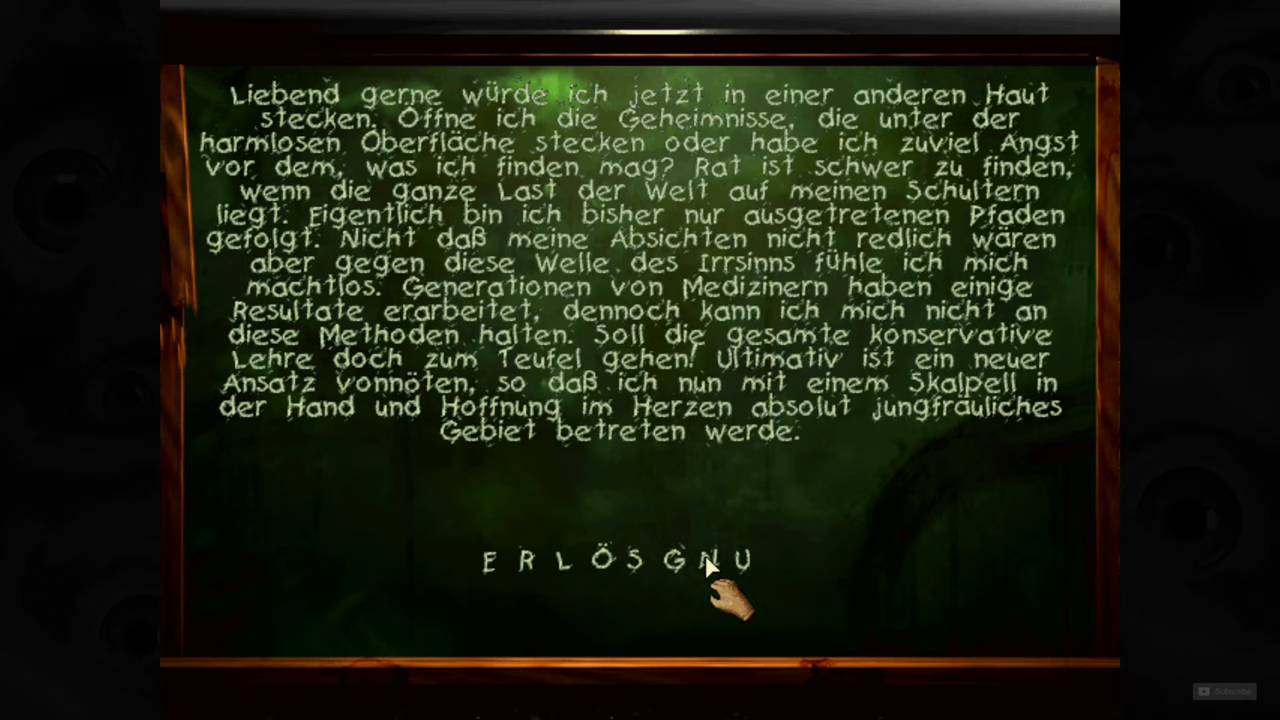 Liebend gerne würde ich jetzt in einer anderen Haut
stecken. Öffne ich die Geheimnisse, die unter der
harmlosen Oberfläche stecken oder habe ich zuviel Angst
vor dem, was ich finden mag? Rat ist schwer zu finden,
wenn die ganze Last der Welt auf meinen Schultern
liegt. Eigentlich bin ich bisher nur ausgetretenen Pfaden
gefolgt. Nicht daß meine Absichten nicht redlich wären
aber gegen diese Welle des Irrsinns fühle ich mich
machtlos. Generationen von Medizinern haben einige
Resultate erarbeitet, dennoch kann ich mich nicht an
diese Methoden halten. Soll die gesamte konservative
Lehre doch zum Teufel gehen! Ultimativ ist ein neuer
Ansatz vonnöten, so daß ich nun mit einem Skalpell in
der Hand und Hoffnung im Herzen absolut jungfräuliches
Gebiet betreten werde.
E R L Ö S G N U
Subscribe